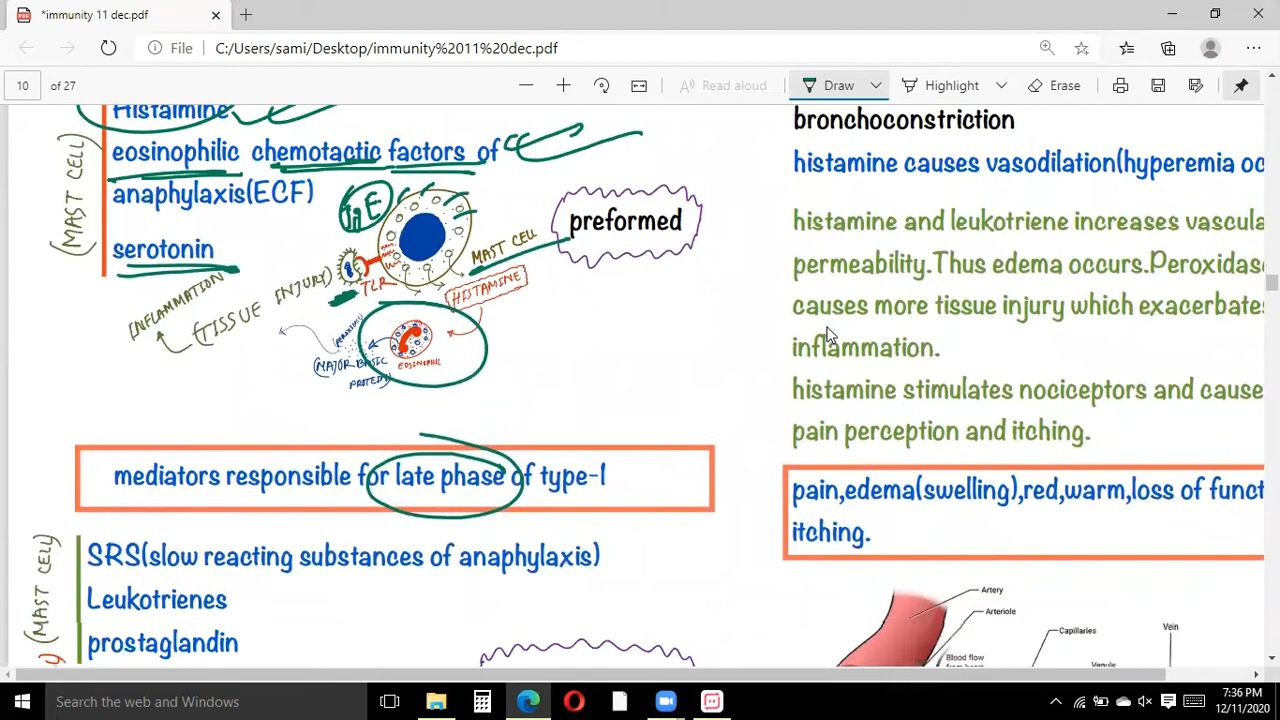 *immunity 11 dec.pdf
File
C:/Users/sami/Desktop/immunity%2011%20dec.pdf
10 of 27
Read aloud
Draw
Highlight
Erase
Histamine
eosinophilic chemotactic factors of
anaphylaxis(ECF)
serotonin
(MAST CELL)
IgE
TLR
MAST CELL
HISTAMINE
preformed
INFLAMMATION
(TISSUE INJURY)
EOSINOPHIL
(MAJOR BASIC
PROTEIN)
mediators responsible for late phase of type-1
(MAST CELL)
SRS(slow reacting substances of anaphylaxis)
Leukotrienes
prostaglandin
bronchoconstriction
histamine causes vasodilation(hyperemia oc
histamine and leukotriene increases vascula
permeability.Thus edema occurs.Peroxidase
causes more tissue injury which exacerbates
inflammation.
histamine stimulates nociceptors and cause
pain perception and itching.
pain,edema(swelling),red,warm,loss of funct
itching.
Artery
Arteriole
Capillaries
Vein
Venule
Blood flow
Search the web and Windows
7:36 PM
12/11/2020